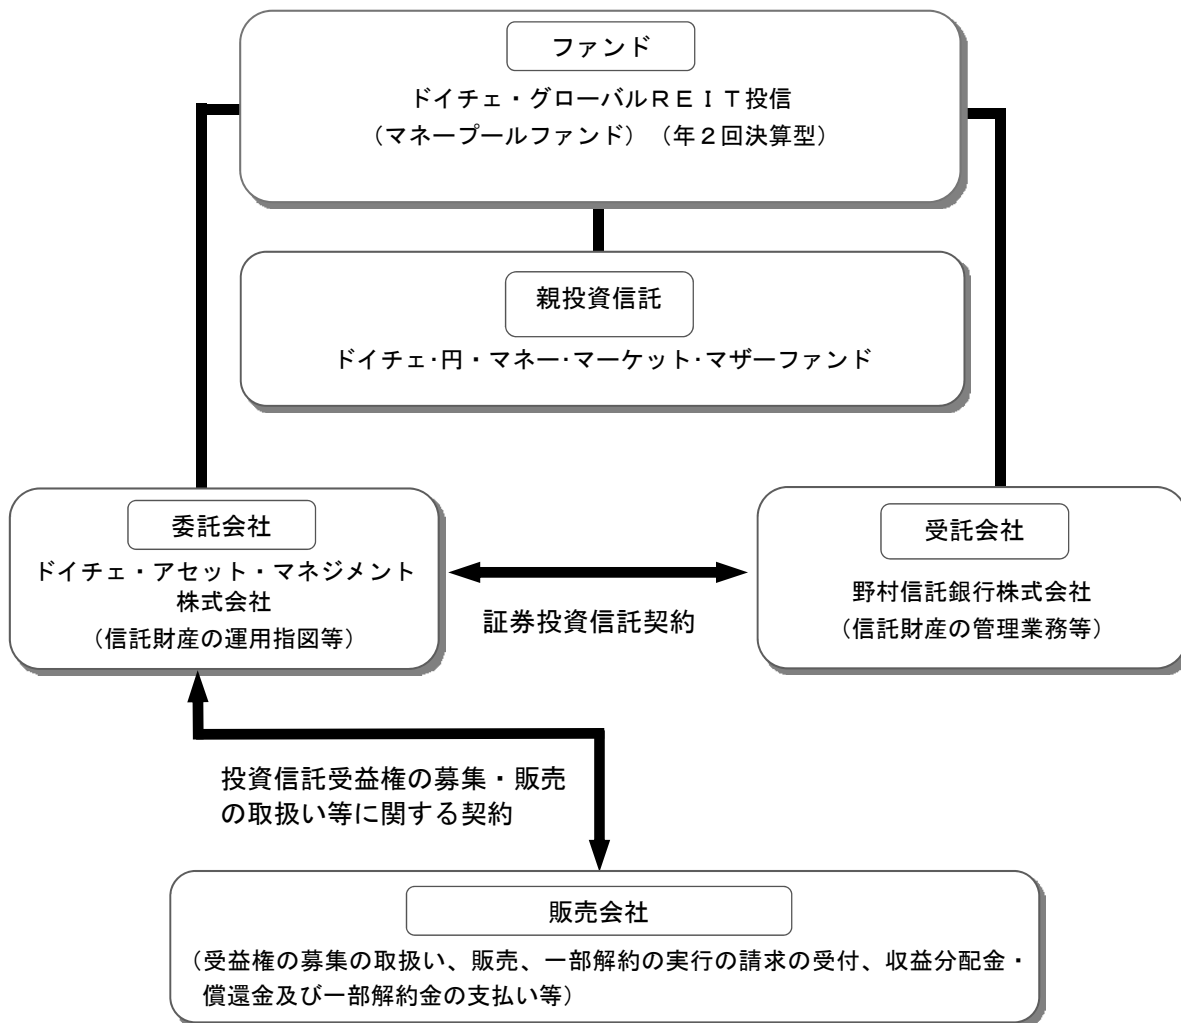 ファンド
ドイチェ・グローバルREIT投信
（マネープールファンド）（年2回決算型）
親投資信託
ドイチェ・円・マネー・マーケット・マザーファンド
委託会社
ドイチェ・アセット・マネジメント
株式会社
（信託財産の運用指図等）
証券投資信託契約
受託会社
野村信託銀行株式会社
（信託財産の管理業務等）
投資信託受益権の募集・販売
の取扱い等に関する契約
販売会社
（受益権の募集の取扱い、販売、一部解約の実行の請求の受付、収益分配金・
償還金及び一部解約金の支払い等）